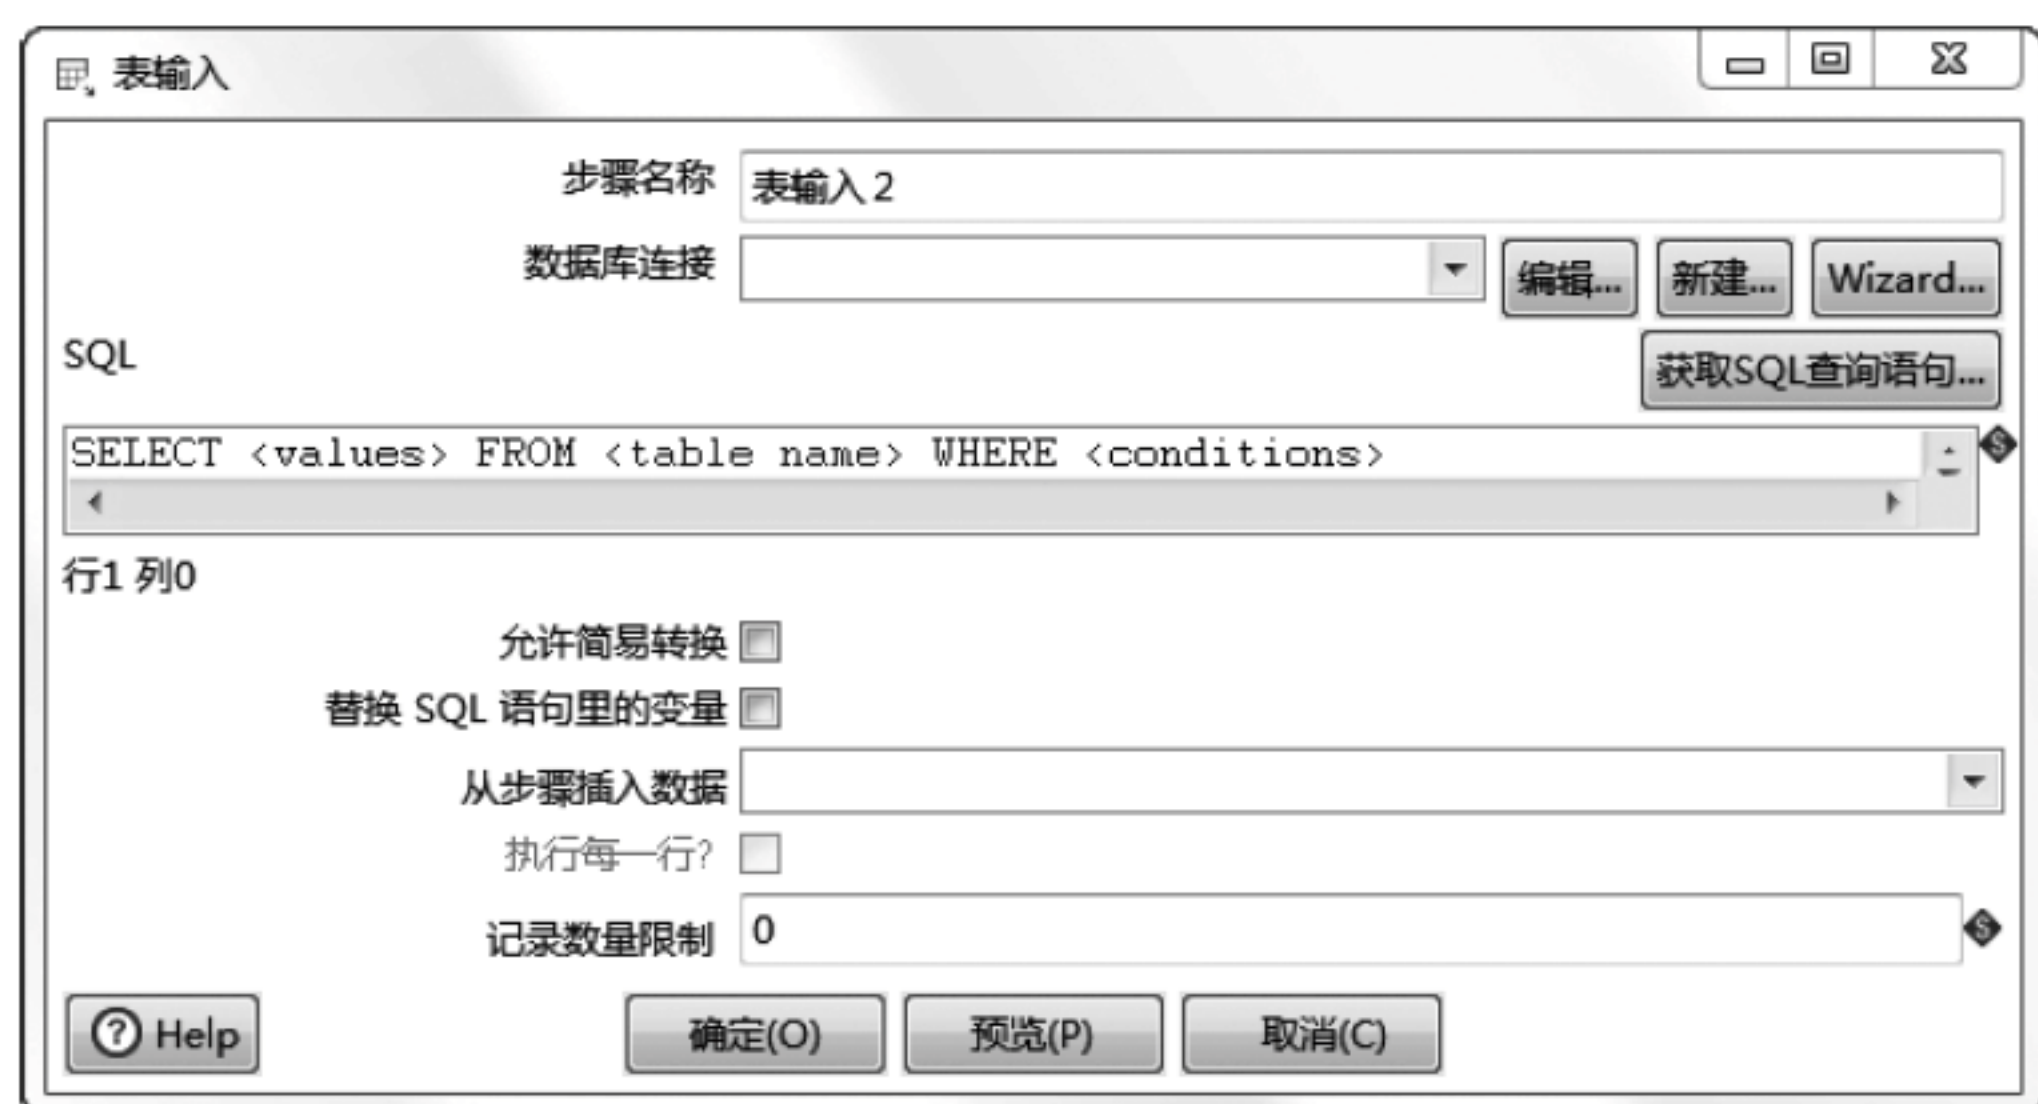 表输入
步骤名称 表输入 2
数据库连接 编辑... 新建... Wizard...
SQL 获取SQL查询语句...
SELECT <values> FROM <table name> WHERE <conditions>
行1 列0
允许简易转换
替换 SQL 语句里的变量
从步骤插入数据
执行每一行?
记录数量限制 0
Help 确定(O) 预览(P) 取消(C)